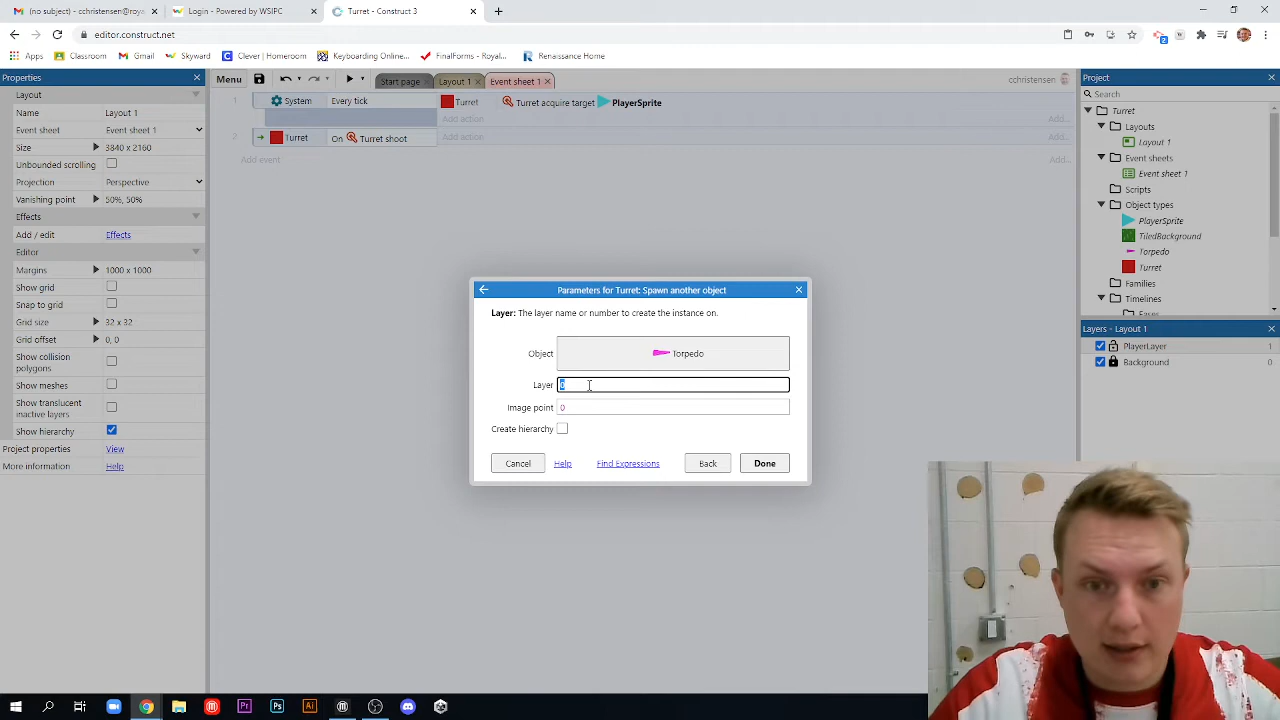 (no subject) - cchristensen@roya
Login - Powered by WSIPC
Turret - Construct 3
editor.construct.net
Apps
Classroom
Gmail
Skyward
Clever | Homeroom
Keyboarding Online...
FinalForms - Royal...
Renaissance Home
Properties
Menu
Start page
Layout 1
Event sheet 1
cchristensen
Project
Layout
Name Layout 1
Event sheet Event sheet 1
Size 3840 x 2160
Unbounded scrolling
Projection Perspective
Vanishing point 50%, 50%
Effects
Add / edit Effects
Editor
Margins 1000 x 1000
Show grid
Snap to grid
Grid size 32 x 32
Grid offset 0, 0
Show collision
polygons
Show meshes
Show translucent
inactive layers
Show hierarchy
Project properties View
More information Help
1 System Every tick Turret Turret acquire target PlayerSprite
Add action Add...
2 Turret On Turret shoot Add action Add...
Add event Add...
Parameters for Turret: Spawn another object
Layer: The layer name or number to create the instance on.
Object Torpedo
Layer 0
Image point 0
Create hierarchy
Cancel Help Find Expressions Back Done
Search
Turret
Layouts
Layout 1
Event sheets
Event sheet 1
Scripts
Object types
PlayerSprite
TiledBackground
Torpedo
Turret
Families
Timelines
Layers - Layout 1
PlayerLayer 1
Background 0